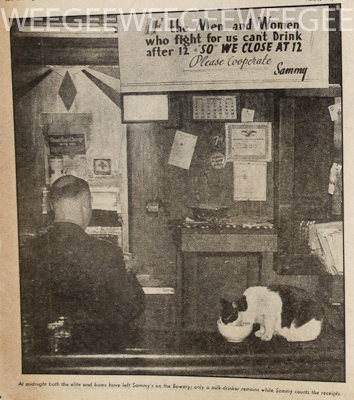 WEEGEEWEEGEEWEEGEEWEEGEE
If the Men and Women
who fight for us cant Drink
after 12 - SO WE CLOSE AT 12
Please Cooperate
Sammy
At midnight both the elite and bums have left Sammy's on the Bowery; only a milk-drinker remains while Sammy counts the receipts.